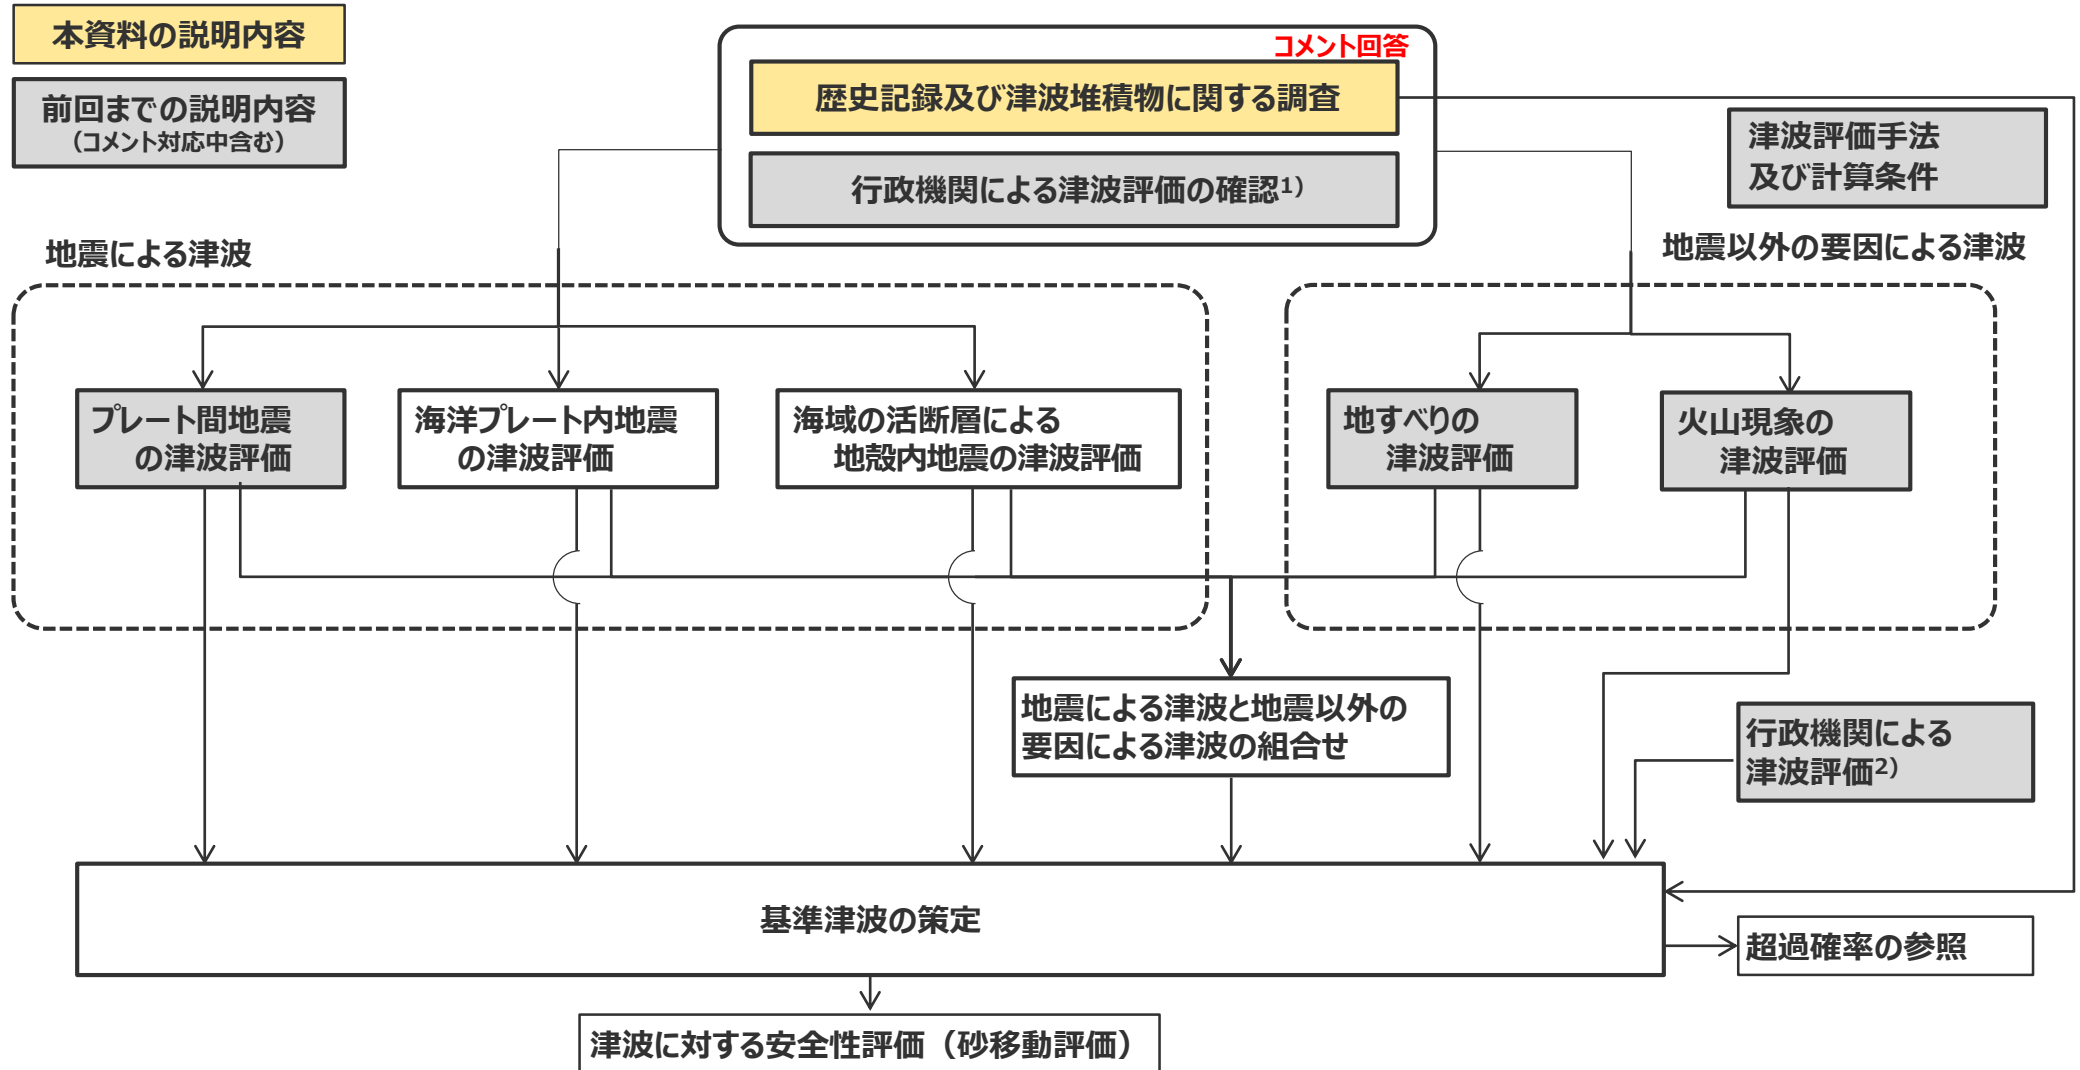 本資料の説明内容
前回までの説明内容
（コメント対応中含む）
コメント回答
歴史記録及び津波堆積物に関する調査
行政機関による津波評価の確認1）
津波評価手法
及び計算条件
地震による津波
地震以外の要因による津波
プレート間地震
の津波評価
海洋プレート内地震
の津波評価
海域の活断層による
地殻内地震の津波評価
地すべりの
津波評価
火山現象の
津波評価
地震による津波と地震以外の
要因による津波の組合せ
行政機関による
津波評価2）
基準津波の策定
超過確率の参照
津波に対する安全性評価（砂移動評価）